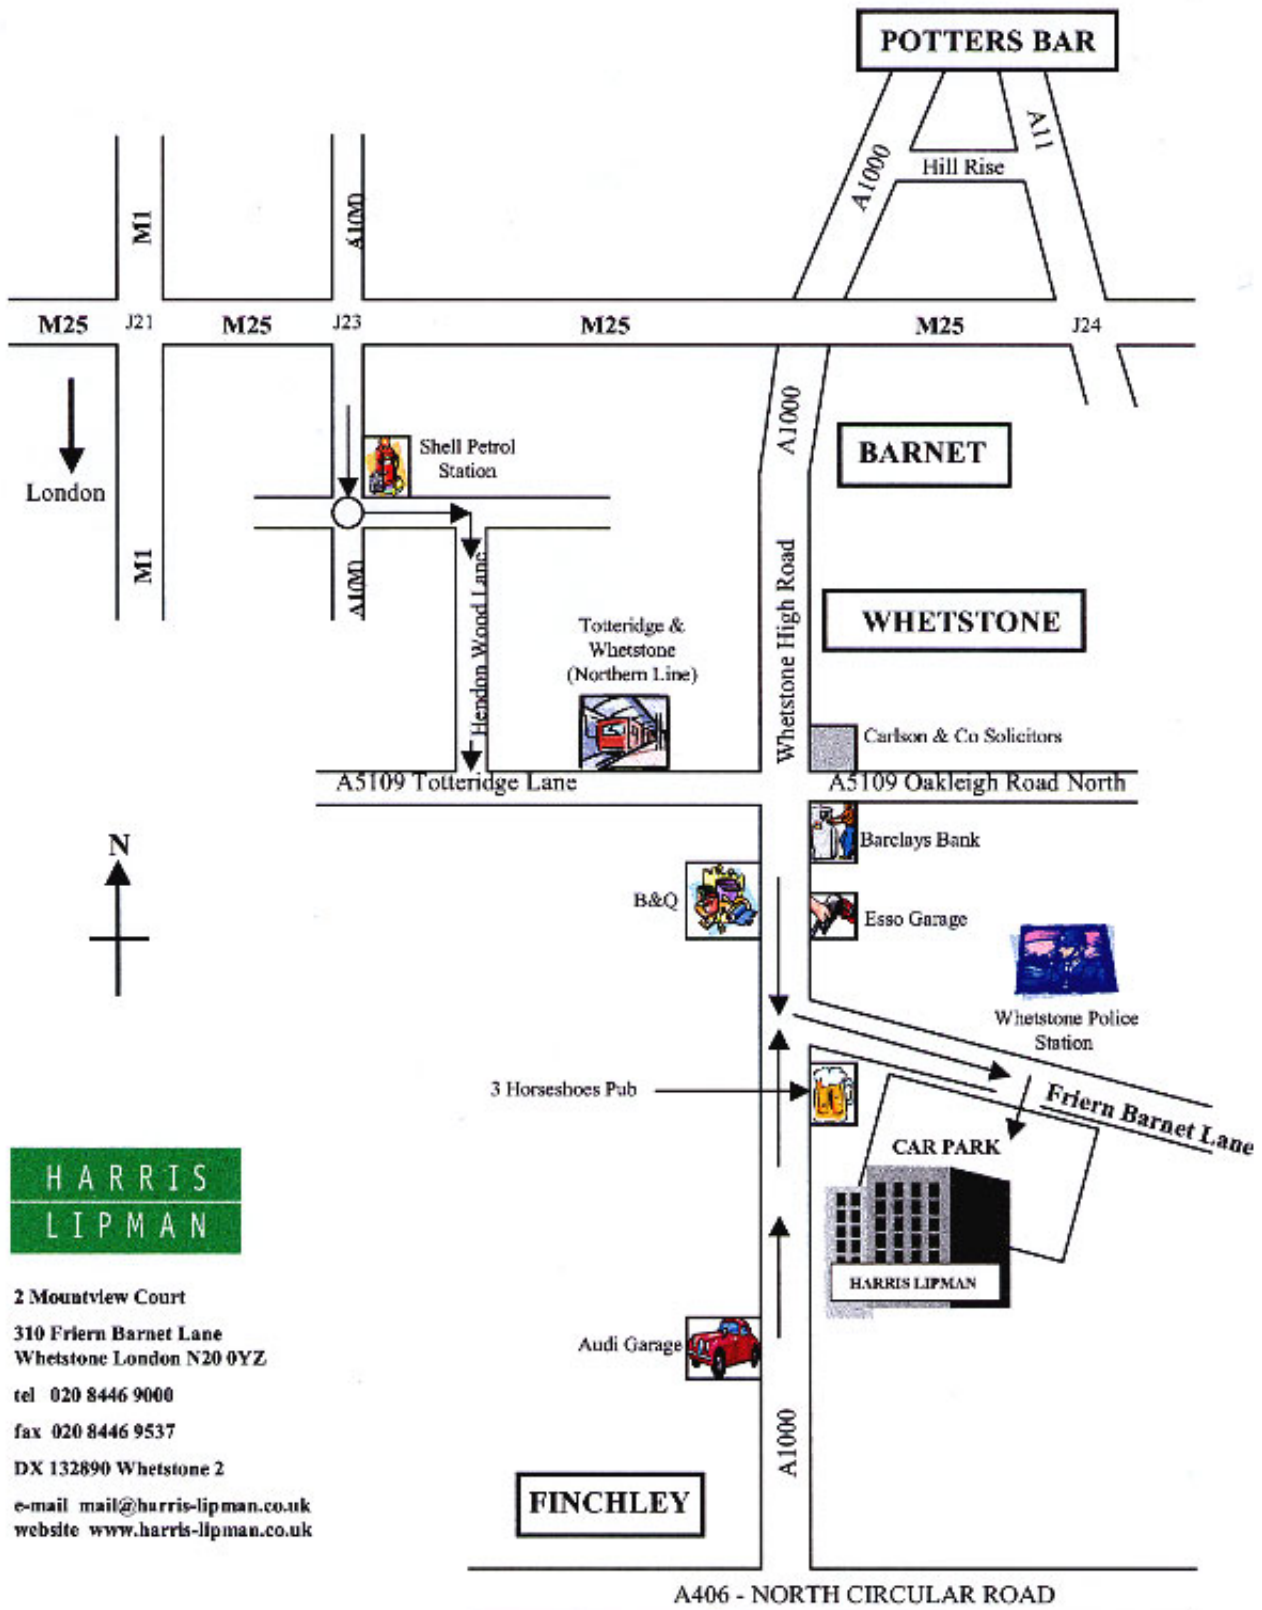 POTTERS BAR
A1000
A11
Hill Rise
M1
A1(M)
M25
J21
M25
J23
M25
M25
J24
London
M1
Shell Petrol
Station
A1(M)
Hendon Wood Lane
A1000
BARNET
Whetstone High Road
WHETSTONE
Totteridge &
Whetstone
(Northern Line)
Carlson & Co Solicitors
A5109 Totteridge Lane
A5109 Oakleigh Road North
N
Barclays Bank
B&Q
Esso Garage
Whetstone Police
Station
3 Horseshoes Pub
Friern Barnet Lane
CAR PARK
HARRIS LIPMAN
Audi Garage
A1000
FINCHLEY
A406 - NORTH CIRCULAR ROAD
HARRIS
LIPMAN
2 Mountview Court
310 Friern Barnet Lane
Whetstone London N20 0YZ
tel 020 8446 9000
fax 020 8446 9537
DX 132890 Whetstone 2
e-mail mail@harris-lipman.co.uk
website www.harris-lipman.co.uk